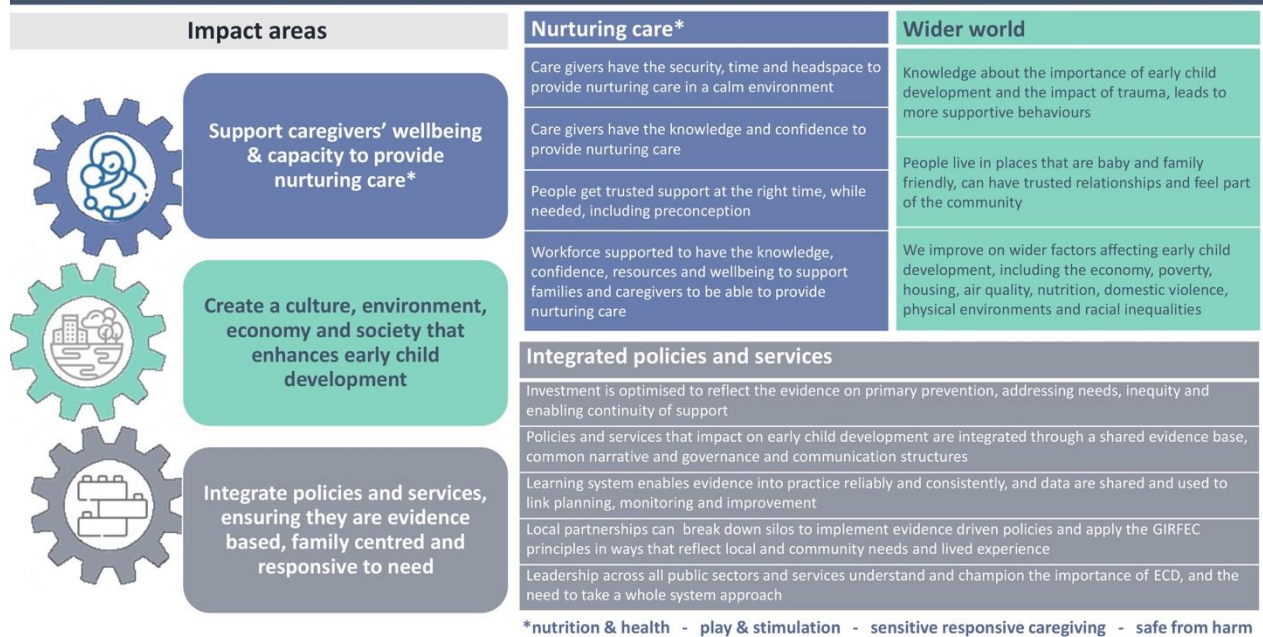 Impact areas
Support caregivers' wellbeing
& capacity to provide
nurturing care*
Create a culture, environment,
economy and society that
enhances early child
development
Integrate policies and services,
ensuring they are evidence
based, family centred and
responsive to need
Nurturing care*
Care givers have the security, time and headspace to
provide nurturing care in a calm environment
Care givers have the knowledge and confidence to
provide nurturing care
People get trusted support at the right time, while
needed, including preconception
Workforce supported to have the knowledge,
confidence, resources and wellbeing to support
families and caregivers to be able to provide
nurturing care
Wider world
Knowledge about the importance of early child
development and the impact of trauma, leads to
more supportive behaviours
People live in places that are baby and family
friendly, can have trusted relationships and feel part
of the community
We improve on wider factors affecting early child
development, including the economy, poverty,
housing, air quality, nutrition, domestic violence,
physical environments and racial inequalities
Integrated policies and services
Investment is optimised to reflect the evidence on primary prevention, addressing needs, inequity and
enabling continuity of support
Policies and services that impact on early child development are integrated through a shared evidence base,
common narrative and governance and communication structures
Learning system enables evidence into practice reliably and consistently, and data are shared and used to
link planning, monitoring and improvement
Local partnerships can break down silos to implement evidence driven policies and apply the GIRFEC
principles in ways that reflect local and community needs and lived experience
Leadership across all public sectors and services understand and champion the importance of ECD, and the
need to take a whole system approach
*nutrition & health - play & stimulation - sensitive responsive caregiving - safe from harm